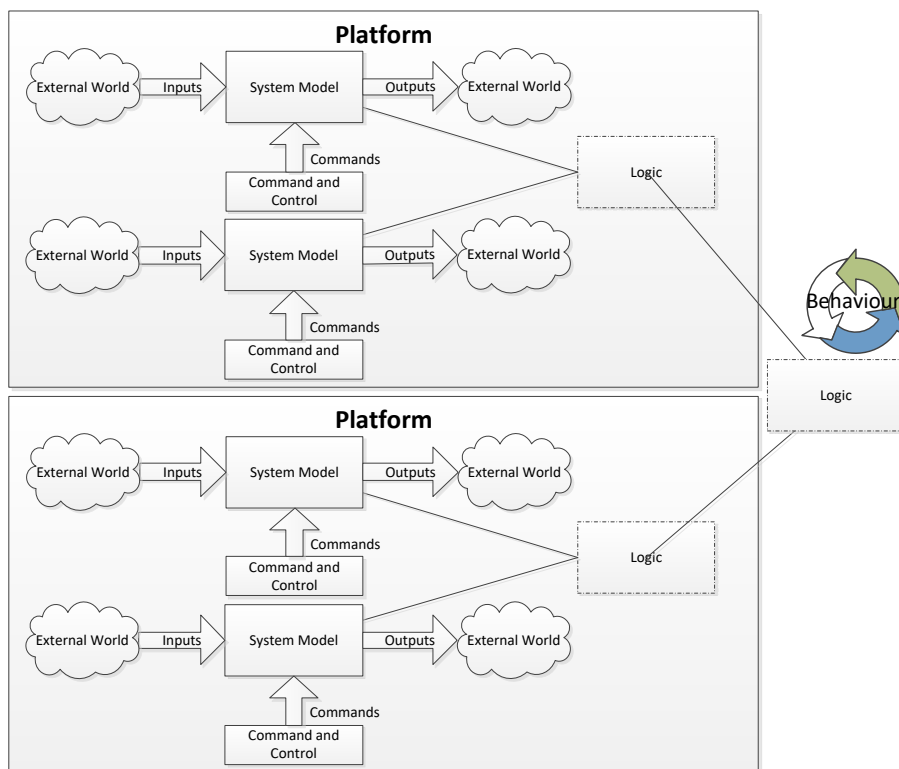 Platform
External World
Inputs
System Model
Outputs
External World
Commands
Command and
Control
Logic
External World
Inputs
System Model
Outputs
External World
Commands
Command and
Control
Behaviour
Logic
Platform
External World
Inputs
System Model
Outputs
External World
Commands
Command and
Control
Logic
External World
Inputs
System Model
Outputs
External World
Commands
Command and
Control